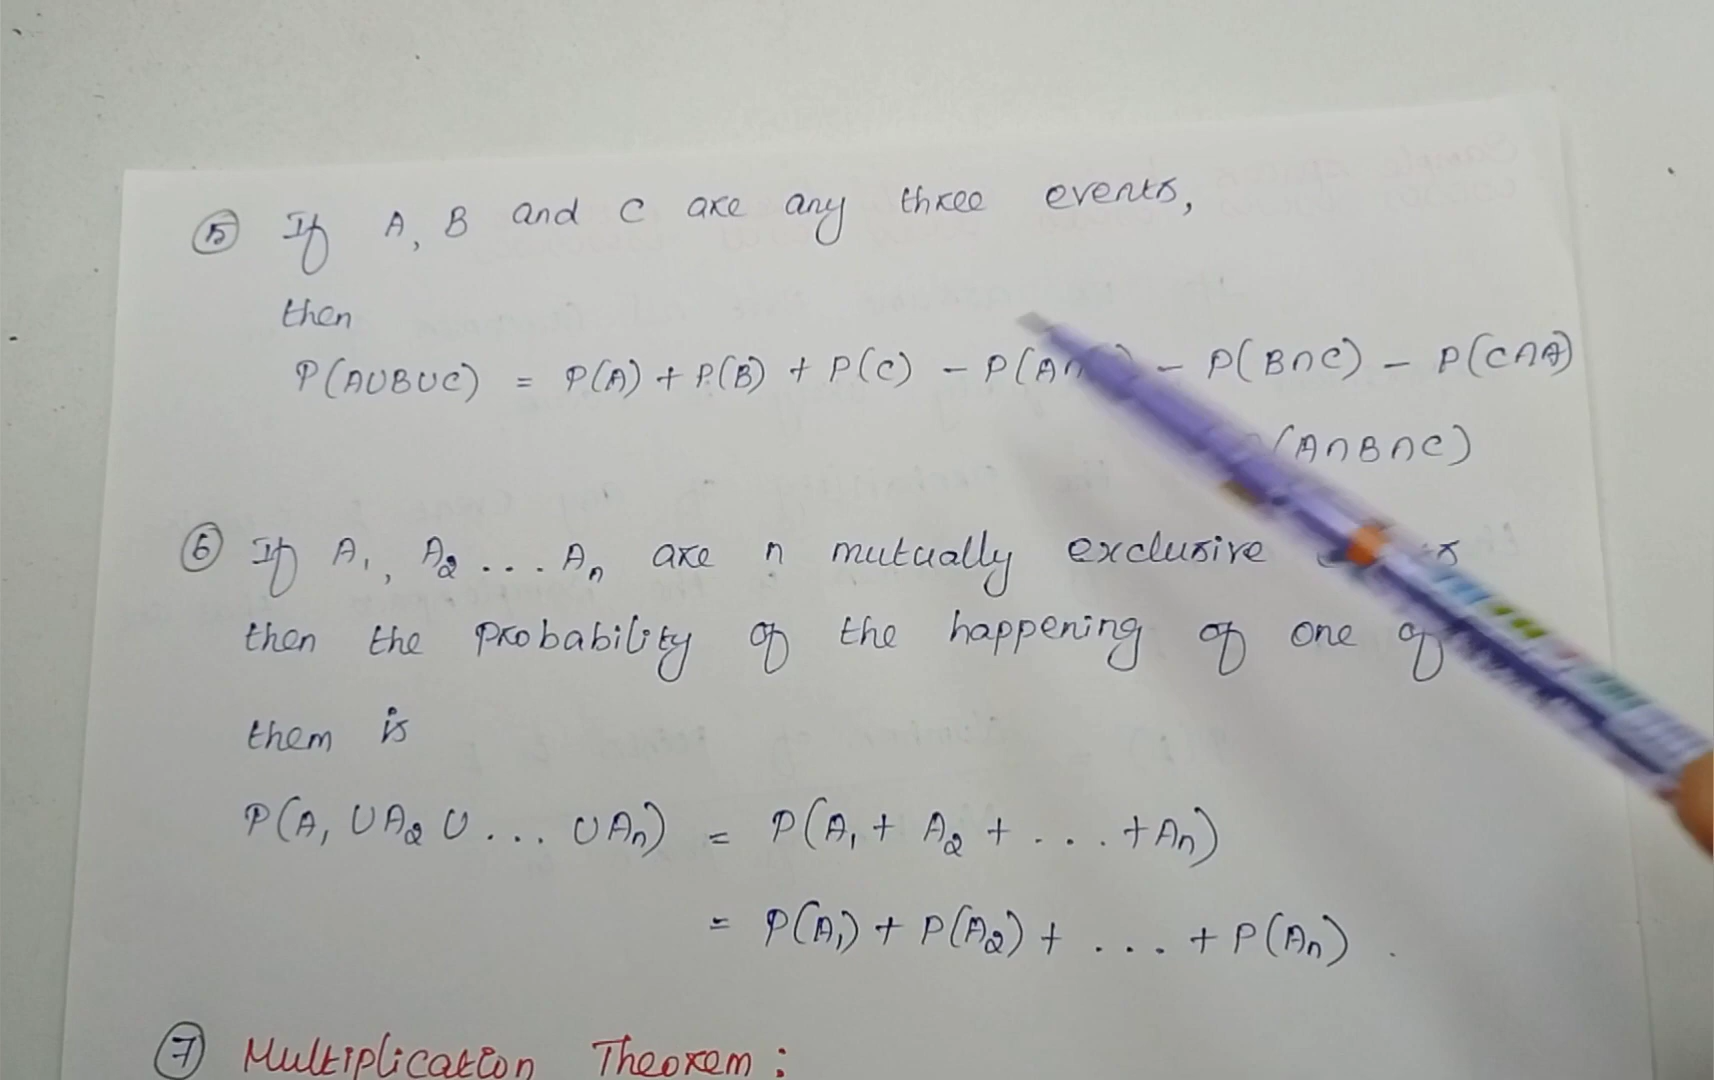 ⑤ If A, B and C are any three events,
then
P(A∪B∪C) = P(A) + P(B) + P(C) - P(A∩ ) - P(B∩C) - P(C∩A)
(A∩B∩C)
⑥ If A₁, A₂ ... Aₙ are n mutually exclusive
then the probability of the happening of one of
them is
P(A₁ ∪ A₂ ∪ ... ∪ Aₙ) = P(A₁ + A₂ + ... + Aₙ)
= P(A₁) + P(A₂) + .... + P(Aₙ).
⑦ Multiplication Theorem: